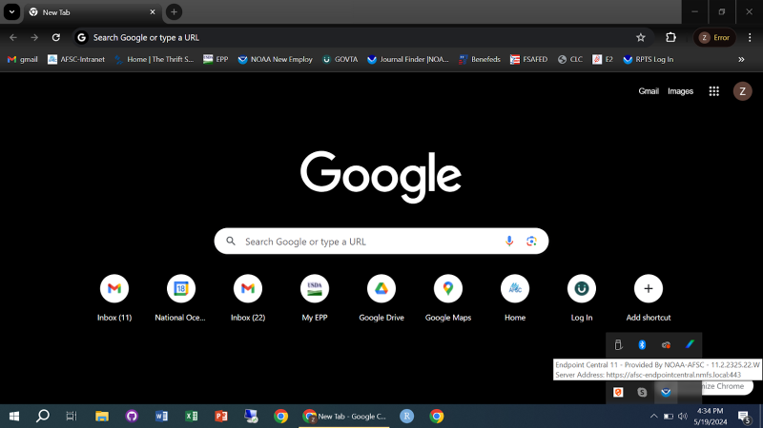 New Tab
Search Google or type a URL
Error
gmail
AFSC-Intranet
Home | The Thrift S...
EPP
NOAA New Employ
GOVTA
Journal Finder |NOA...
Benefeds
FSAFED
CLC
E2
RPTS Log In
Gmail
Images
Z
Google
Search Google or type a URL
Inbox (11)
National Oce...
Inbox (22)
My EPP
Google Drive
Google Maps
Home
Log In
Add shortcut
Endpoint Central 11 - Provided By NOAA-AFSC - 11.2.2325.22.W
Server Address: https://afsc-endpointcentral.nmfs.local:443
mize Chrome
New Tab - Google C...
4:34 PM
5/19/2024